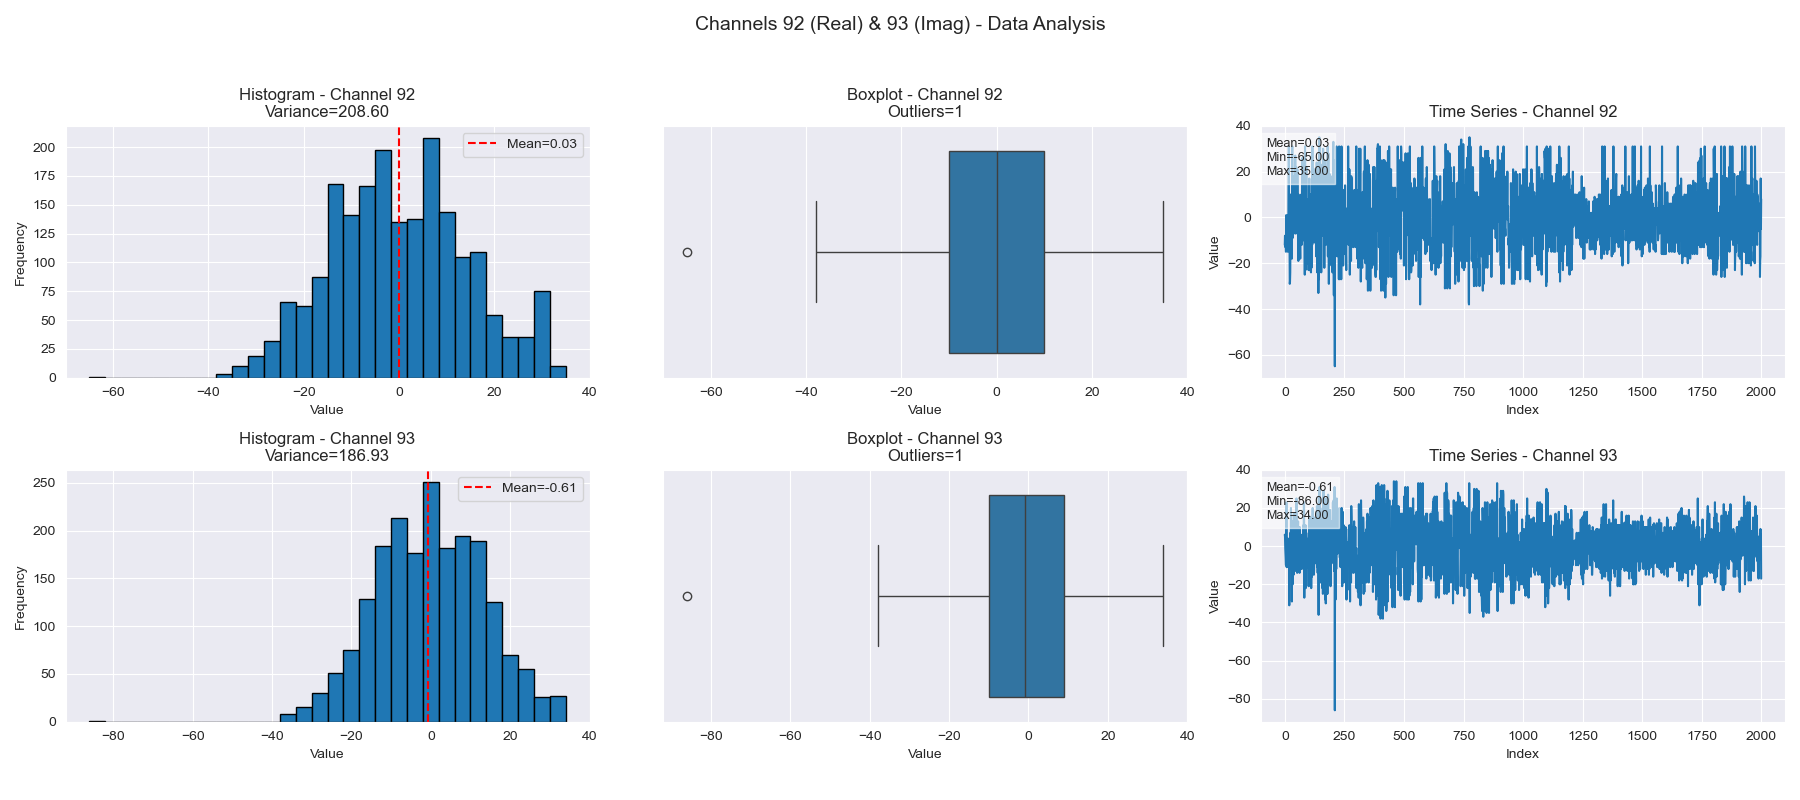 Channels 92 (Real) & 93 (Imag) - Data Analysis
Histogram - Channel 92
Variance=208.60
Mean=0.03
Frequency
200
175
150
125
100
75
50
25
0
−60 −40 −20 0 20 40
Value
Boxplot - Channel 92
Outliers=1
−60 −40 −20 0 20 40
Value
Time Series - Channel 92
Mean=0.03
Min=-65.00
Max=35.00
Value
40
20
0
−20
−40
−60
0 250 500 750 1000 1250 1500 1750 2000
Index
Histogram - Channel 93
Variance=186.93
Mean=-0.61
Frequency
250
200
150
100
50
0
−80 −60 −40 −20 0 20 40
Value
Boxplot - Channel 93
Outliers=1
−80 −60 −40 −20 0 20 40
Value
Time Series - Channel 93
Mean=-0.61
Min=-86.00
Max=34.00
Value
40
20
0
−20
−40
−60
−80
0 250 500 750 1000 1250 1500 1750 2000
Index